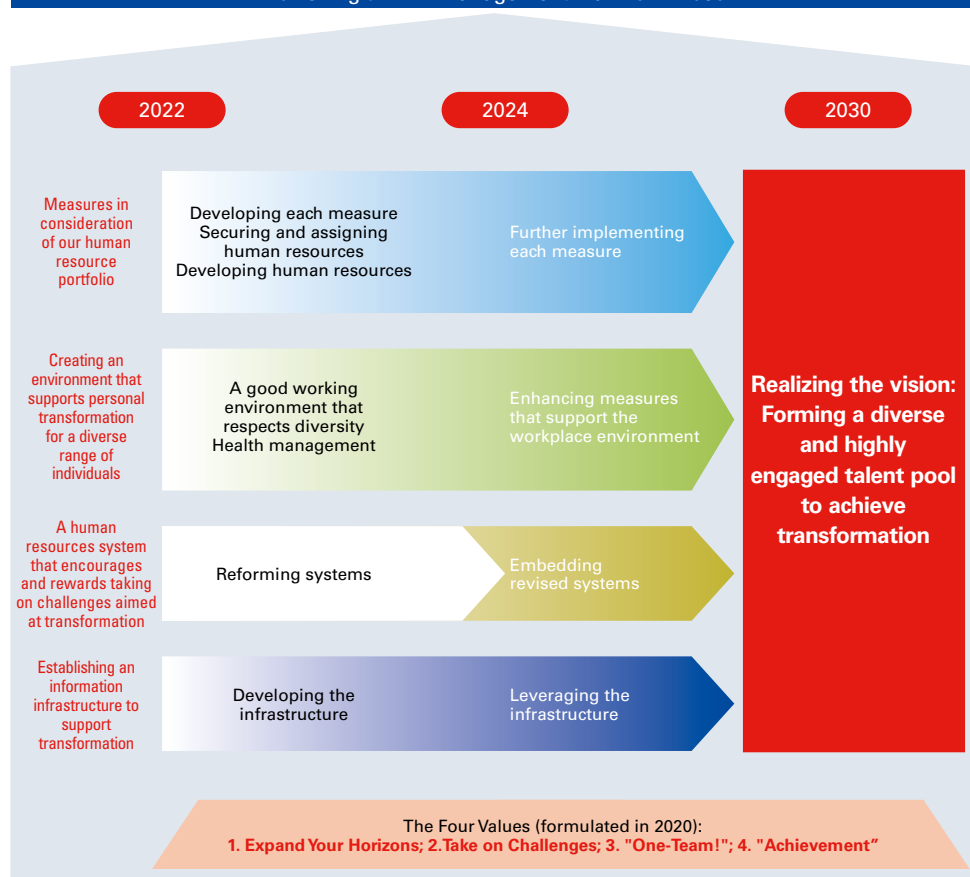 2022
2024
2030
Measures in
consideration
of our human
resource
portfolio
Developing each measure
Securing and assigning
human resources
Developing human resources
Further implementing
each measure
Creating an
environment that
supports personal
transformation
for a diverse
range of
individuals
A good working
environment that
respects diversity
Health management
Enhancing measures
that support the
workplace environment
A human
resources system
that encourages
and rewards taking
on challenges aimed
at transformation
Reforming systems
Embedding
revised systems
Establishing an
information
infrastructure to
support
transformation
Developing the
infrastructure
Leveraging the
infrastructure
Realizing the vision:
Forming a diverse
and highly
engaged talent pool
to achieve
transformation
The Four Values (formulated in 2020):
1. Expand Your Horizons; 2.Take on Challenges; 3. "One-Team!"; 4. "Achievement”